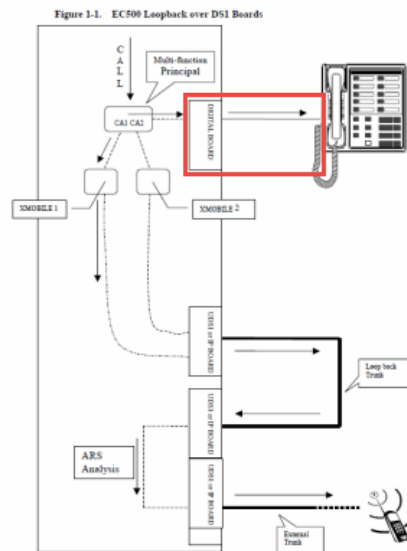 Figure 1-1. EC500 Loopback over DS1 Boards
C
A
L
L
Multi-function
Principal
CA1 CA2
DIGITAL BOARD
XMOBILE 1
XMOBILE 2
UDS1 or IP BOARD
Loop back
Trunk
UDS1 or IP BOARD
ARS
Analysis
UDS1 or IP BOARD
External
Trunk